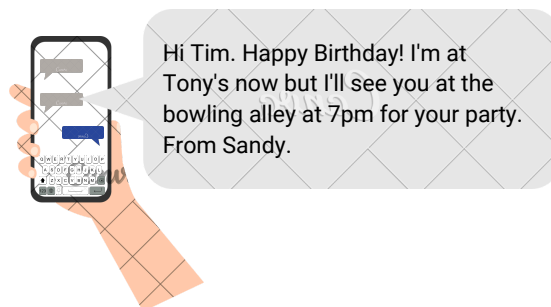 Hi Tim. Happy Birthday! I'm at
Tony's now but I'll see you at the
bowling alley at 7pm for your party.
From Sandy.
Q W E R T Y U I O P
A S D F G H J K L
Z X C V B N M